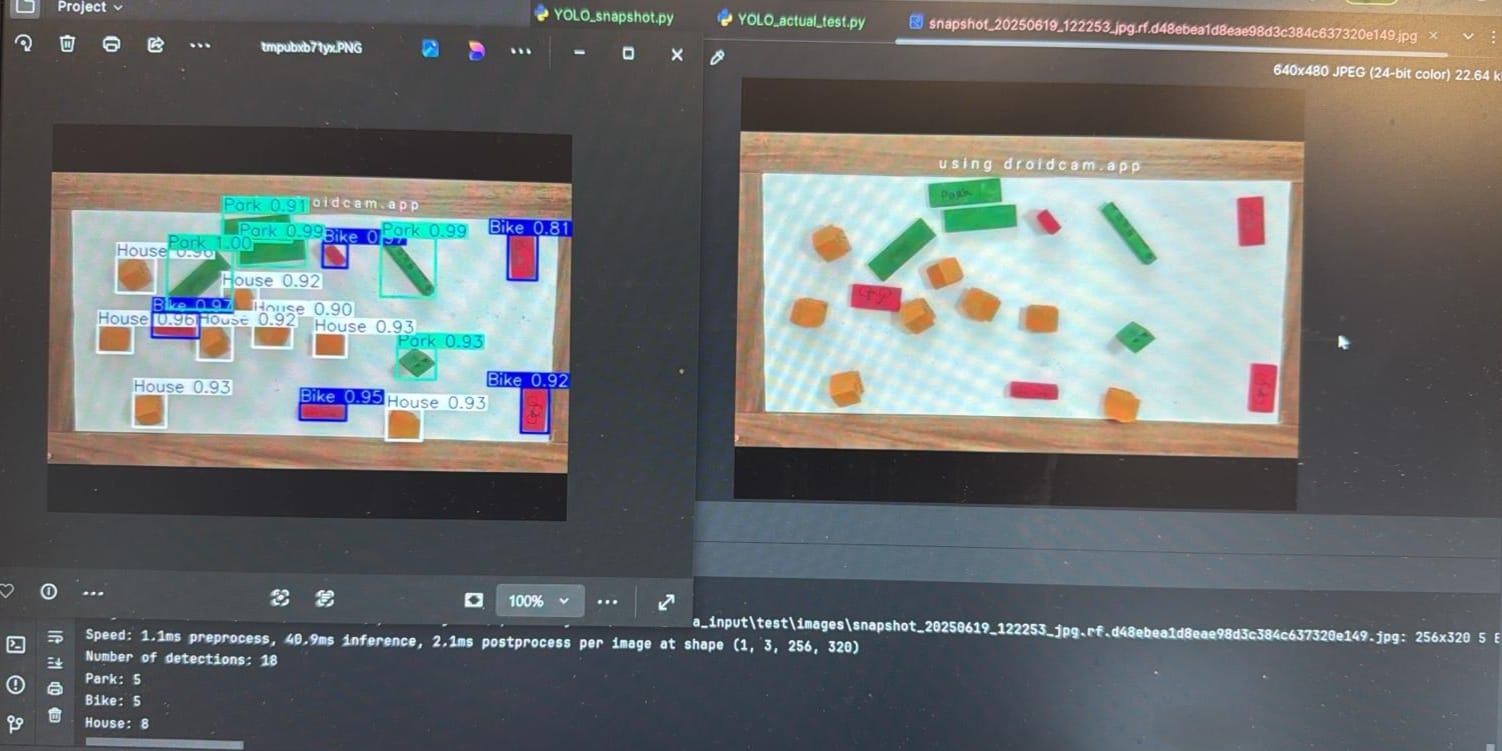 Project
YOLO_snapshot.py
YOLO_actual_test.py
snapshot_20250619_122253_jpg.rf.d48ebea1d8eae98d3c384c637320e149.jpg
tmpubxb71yx.PNG
640x480 JPEG (24-bit color) 22.64 k
oidcam.app
Park 0.91
Park 0.99
Bike 0.97
Park 0.99
Bike 0.81
Park 1.00
House 0.90
House 0.92
Bike 0.97
House 0.90
House 0.96
House 0.92
House 0.93
Park 0.93
House 0.93
Bike 0.95
House 0.93
Bike 0.92
using droidcam.app
Park
100%
a_input\test\images\snapshot_20250619_122253_jpg.rf.d48ebea1d8eae98d3c384c637320e149.jpg: 256x320 5 B
Speed: 1.1ms preprocess, 40.9ms inference, 2.1ms postprocess per image at shape (1, 3, 256, 320)
Number of detections: 18
Park: 5
Bike: 5
House: 8